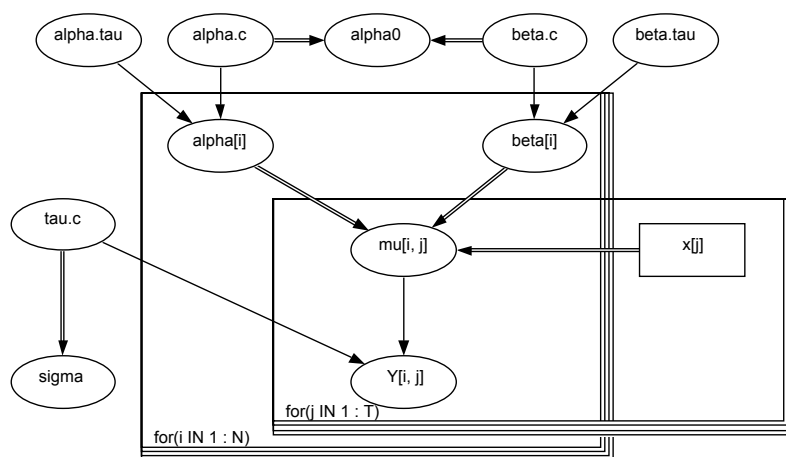 alpha.tau
alpha.c
alpha0
beta.c
beta.tau
alpha[i]
beta[i]
tau.c
mu[i, j]
x[j]
sigma
Y[i, j]
for(j IN 1 : T)
for(i IN 1 : N)